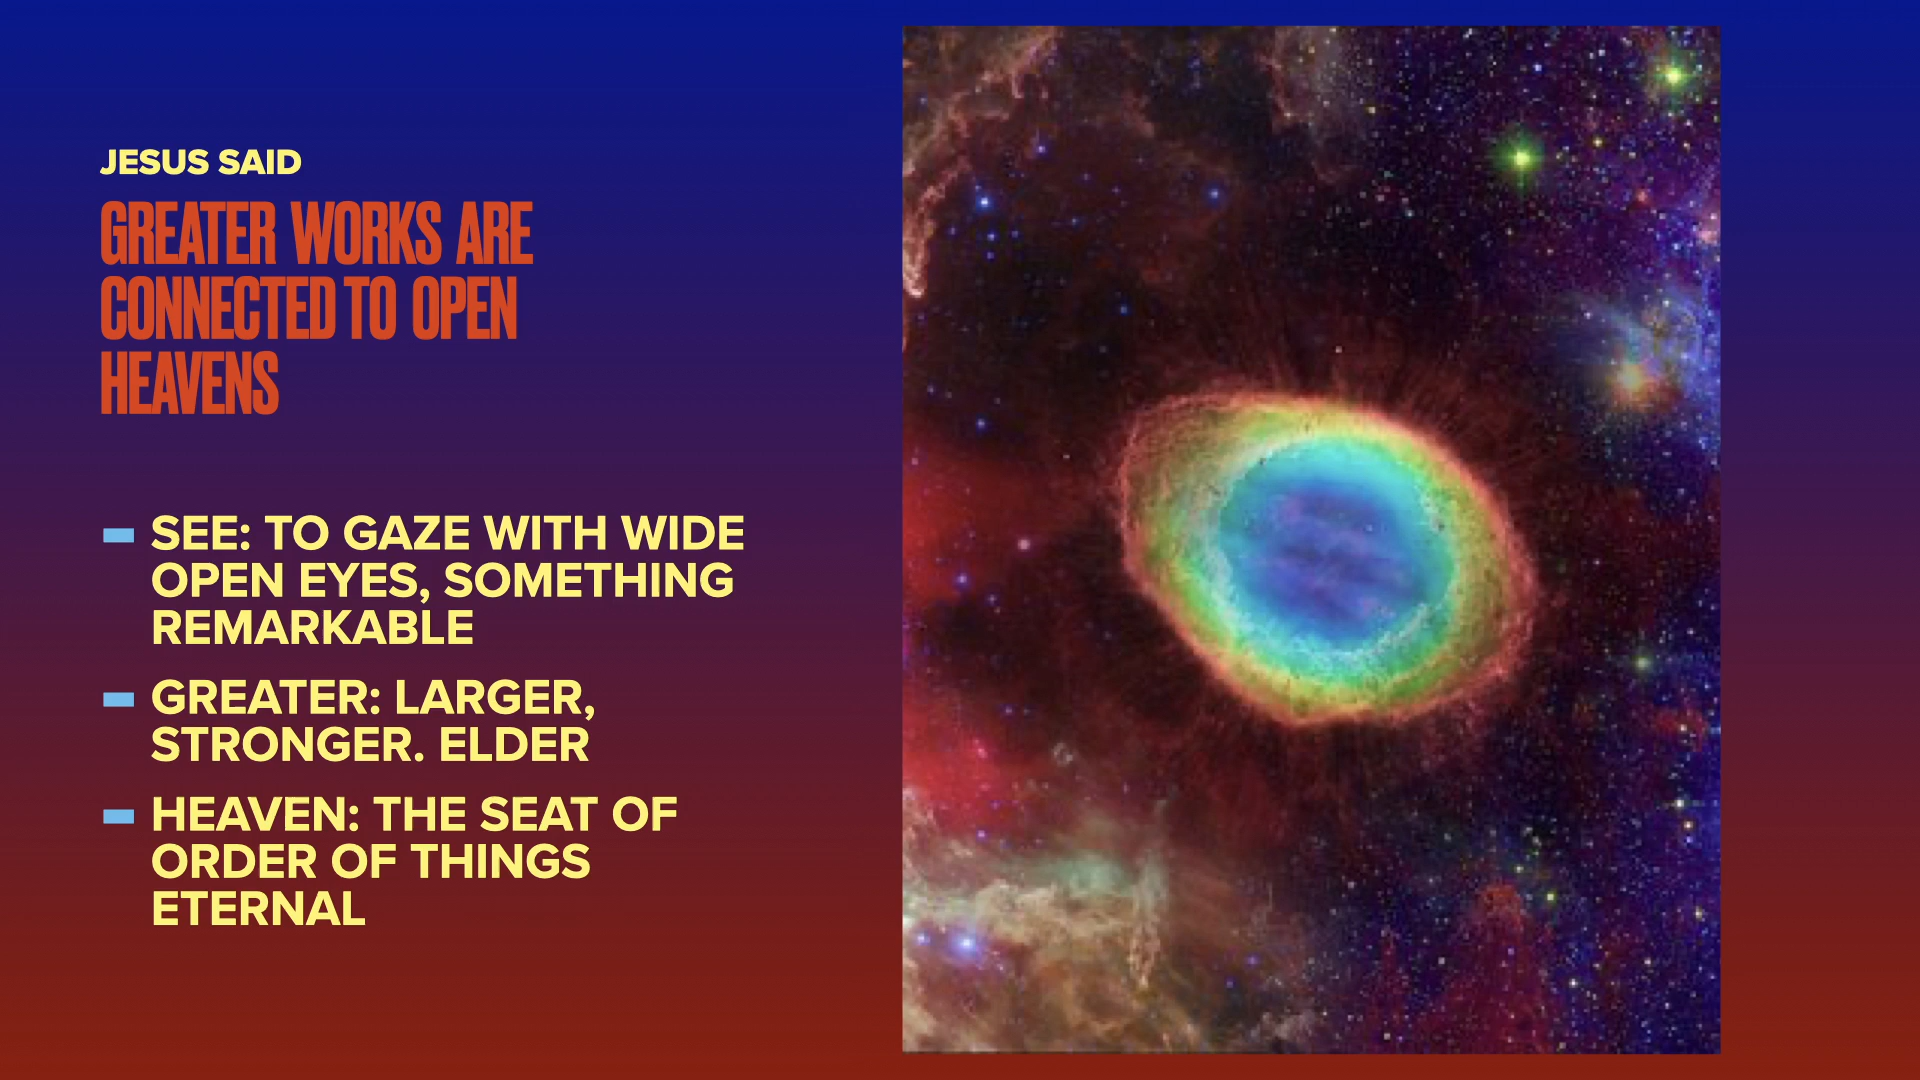 JESUS SAID
GREATER WORKS ARE
CONNECTED TO OPEN
HEAVENS
SEE: TO GAZE WITH WIDE
OPEN EYES, SOMETHING
REMARKABLE
GREATER: LARGER,
STRONGER. ELDER
HEAVEN: THE SEAT OF
ORDER OF THINGS
ETERNAL